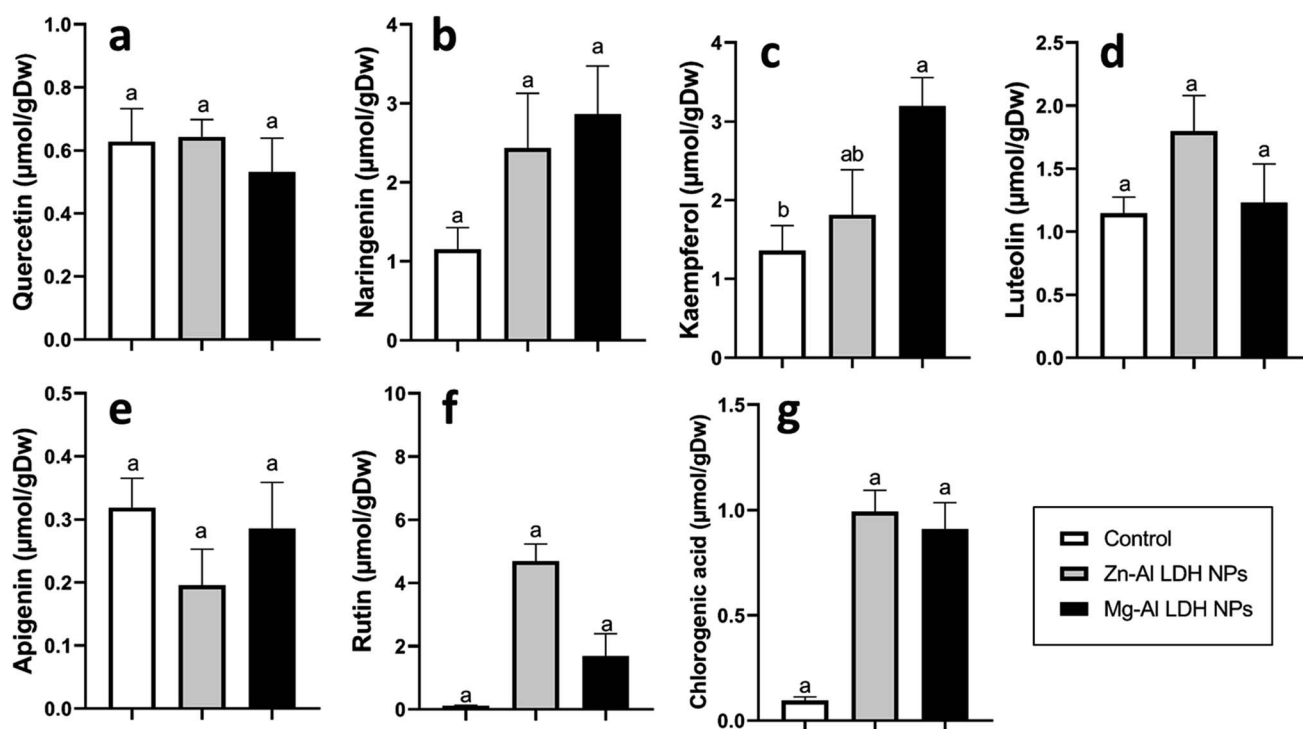 a
Quercetin (µmol/gDw)
1.0
0.8
0.6
0.4
0.2
0.0
a
a
a
b
Naringenin (µmol/gDw)
4
3
2
1
0
a
a
a
c
Kaempferol (µmol/gDw)
4
3
2
1
0
b
ab
a
d
Luteolin (µmol/gDw)
2.5
2.0
1.5
1.0
0.5
0.0
a
a
a
e
Apigenin (µmol/gDw)
0.5
0.4
0.3
0.2
0.1
0.0
a
a
a
f
Rutin (µmol/gDw)
10
8
6
4
2
0
a
a
a
g
Chlorogenic acid (µmol/gDw)
1.5
1.0
0.5
0.0
a
a
a
Control
Zn-Al LDH NPs
Mg-Al LDH NPs